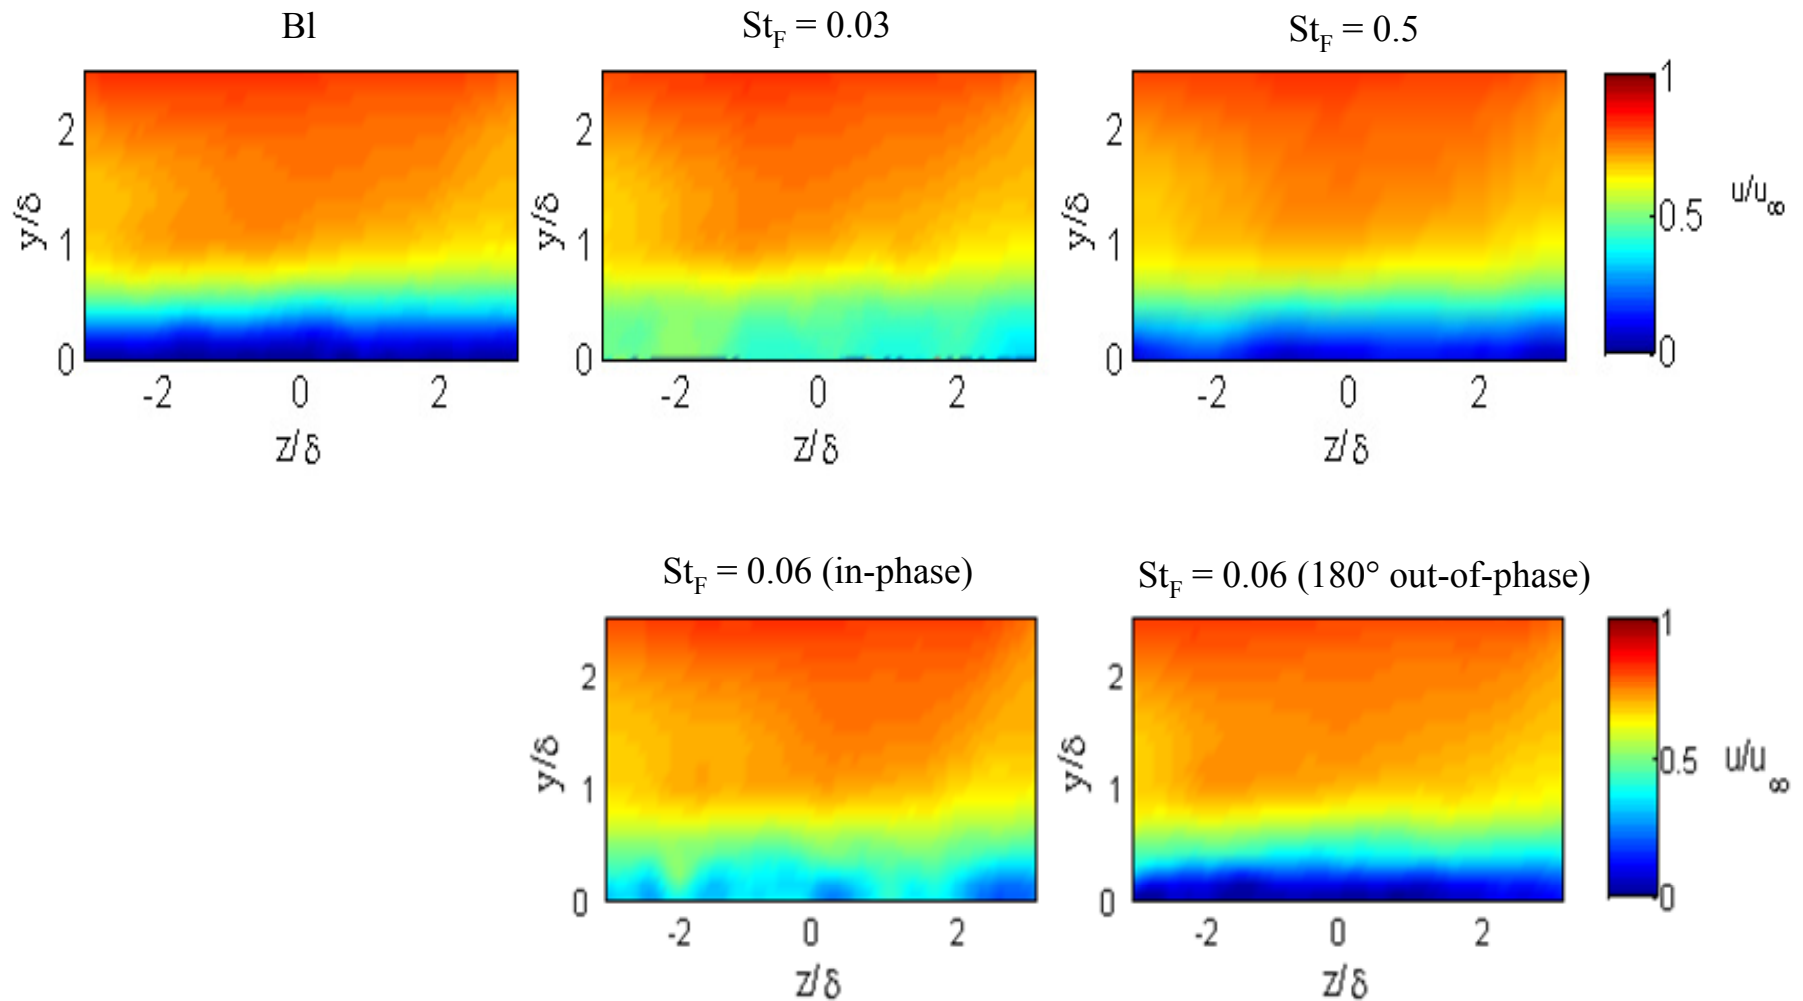 Bl
St_F = 0.03
St_F = 0.5
2
1
0
y/δ
-2 0 2
z/δ
2
1
0
y/δ
-2 0 2
z/δ
2
1
0
y/δ
-2 0 2
z/δ
1
0.5
0
u/u_∞
St_F = 0.06 (in-phase)
St_F = 0.06 (180° out-of-phase)
2
1
0
y/δ
-2 0 2
z/δ
2
1
0
y/δ
-2 0 2
z/δ
1
0.5
0
u/u_∞